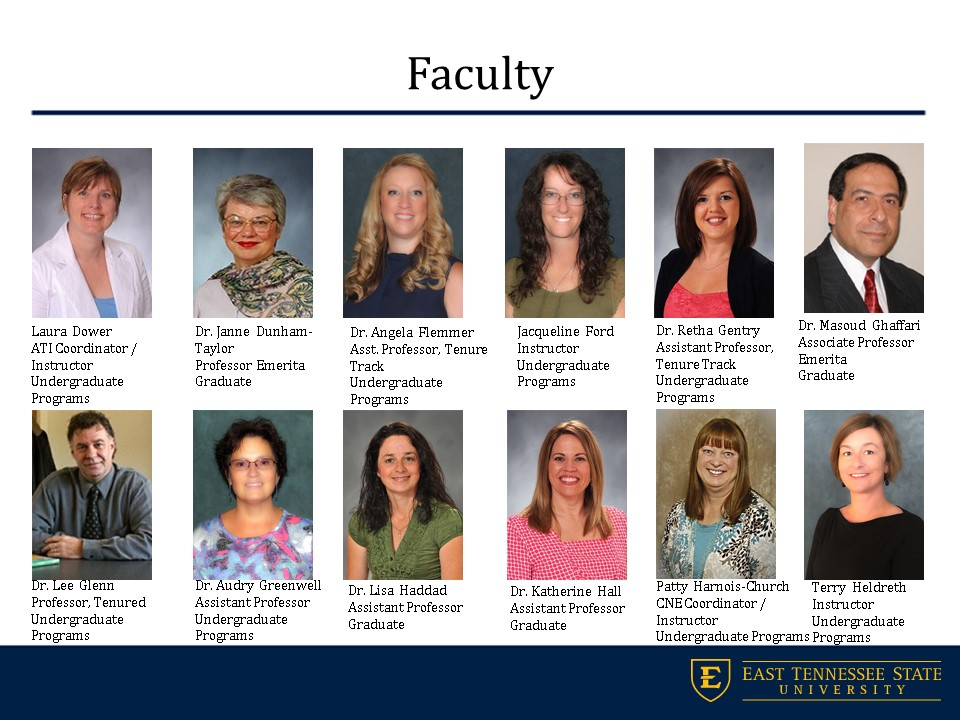 Faculty
Laura Dower
ATI Coordinator /
Instructor
Undergraduate
Programs
Dr. Janne Dunham-
Taylor
Professor Emerita
Graduate
Dr. Angela Flemmer
Asst. Professor, Tenure
Track
Undergraduate
Programs
Jacqueline Ford
Instructor
Undergraduate
Programs
Dr. Retha Gentry
Assistant Professor,
Tenure Track
Undergraduate
Programs
Dr. Masoud Ghaffari
Associate Professor
Emerita
Graduate
Dr. Lee Glenn
Professor, Tenured
Undergraduate
Programs
Dr. Audry Greenwell
Assistant Professor
Undergraduate
Programs
Dr. Lisa Haddad
Assistant Professor
Graduate
Dr. Katherine Hall
Assistant Professor
Graduate
Patty Harnois-Church
CNE Coordinator /
Instructor
Undergraduate Programs
Terry Heldreth
Instructor
Undergraduate
Programs
E
EAST TENNESSEE STATE
UNIVERSITY